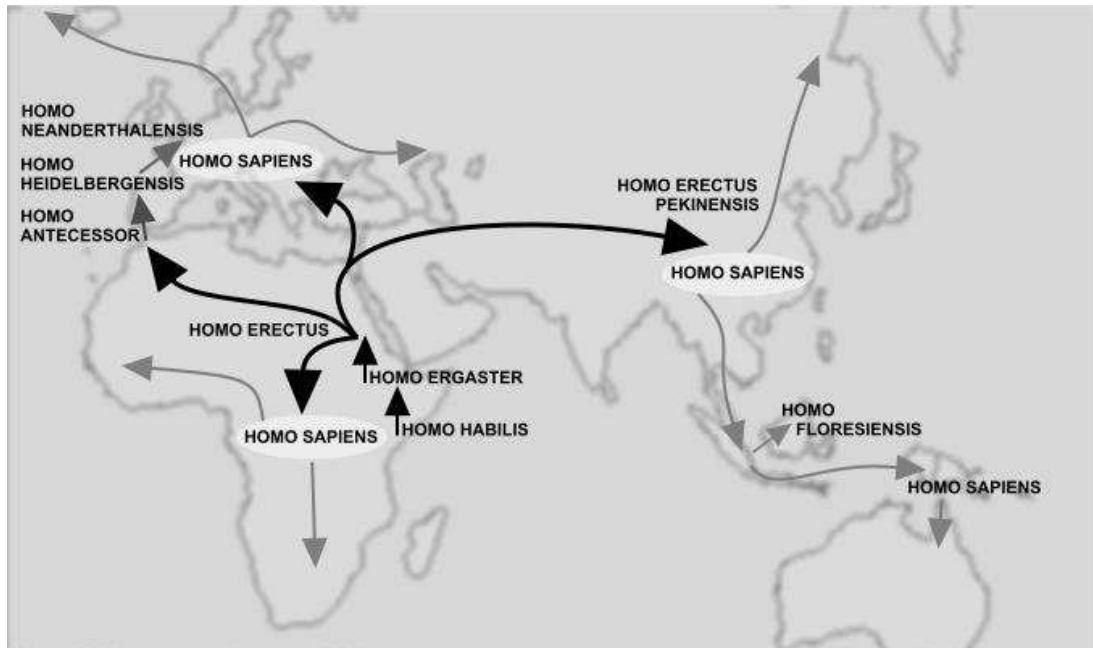 HOMO
NEANDERTHALENSIS
HOMO SAPIENS
HOMO
HEIDELBERGENSIS
HOMO
ANTECESSOR
HOMO ERECTUS
PEKINENSIS
HOMO SAPIENS
HOMO ERECTUS
HOMO ERGASTER
HOMO SAPIENS
HOMO HABILIS
HOMO
FLORESIENSIS
HOMO SAPIENS